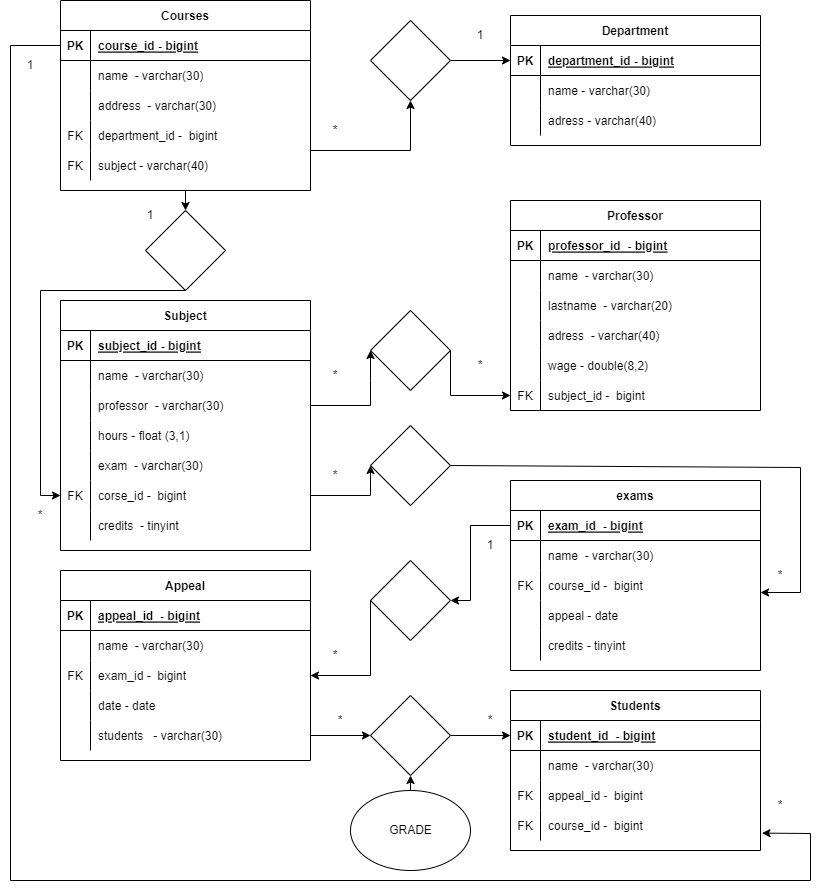 Courses
PK course_id - bigint
1
name - varchar(30)
address - varchar(30)
FK department_id - bigint
FK subject - varchar(40)
*
1
Department
PK department_id - bigint
name - varchar(30)
adress - varchar(40)
1
Professor
PK professor_id - bigint
name - varchar(30)
lastname - varchar(20)
adress - varchar(40)
wage - double(8,2)
FK subject_id - bigint
Subject
PK subject_id - bigint
name - varchar(30)
professor - varchar(30)
hours - float (3,1)
exam - varchar(30)
FK corse_id - bigint
credits - tinyint
*
*
*
*
exams
PK exam_id - bigint
1
name - varchar(30)
FK course_id - bigint
appeal - date
credits - tinyint
*
Appeal
PK appeal_id - bigint
name - varchar(30)
FK exam_id - bigint
date - date
students - varchar(30)
*
*
*
Students
PK student_id - bigint
name - varchar(30)
FK appeal_id - bigint
FK course_id - bigint
*
GRADE